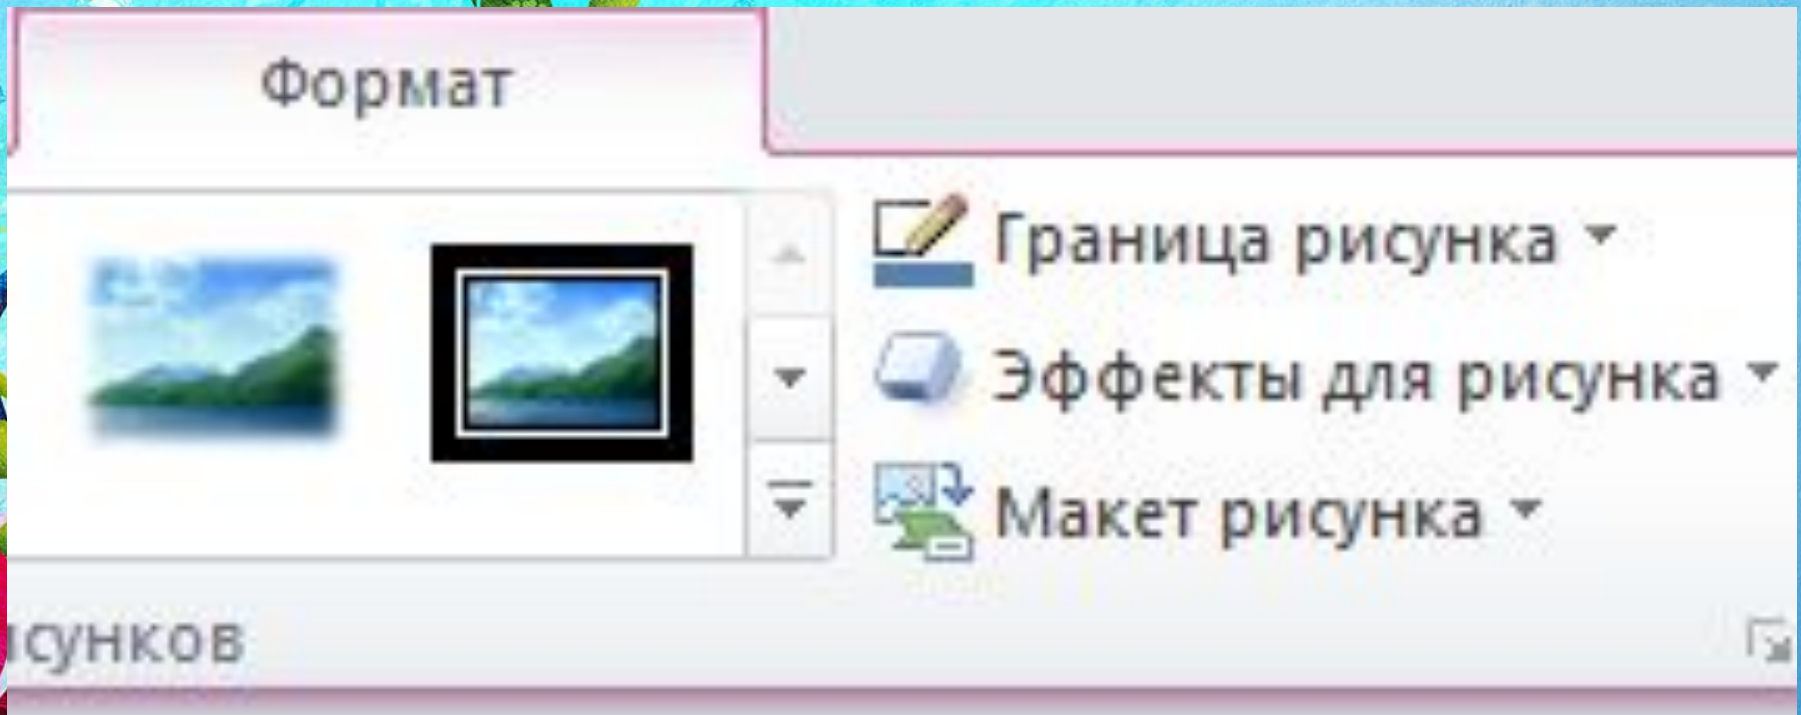 Формат
Граница рисунка
Эффекты для рисунка
Макет рисунка
исунков